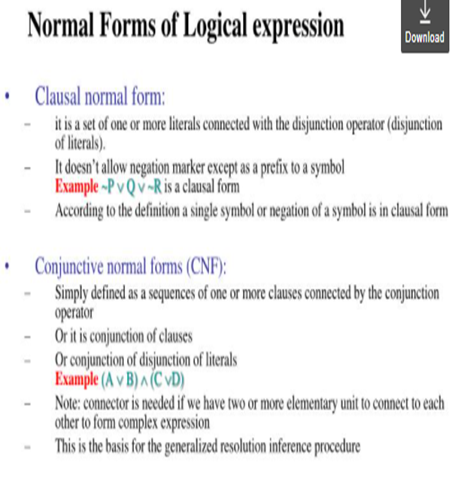 Normal Forms of Logical expression
Download
• Clausal normal form:
– it is a set of one or more literals connected with the disjunction operator (disjunction
of literals).
– It doesn't allow negation marker except as a prefix to a symbol
Example ~P ∨ Q ∨ ~R is a clausal form
– According to the definition a single symbol or negation of a symbol is in clausal form
• Conjunctive normal forms (CNF):
– Simply defined as a sequences of one or more clauses connected by the conjunction
operator
– Or it is conjunction of clauses
– Or conjunction of disjunction of literals
Example (A ∨ B) ∧ (C ∨D)
– Note: connector is needed if we have two or more elementary unit to connect to each
other to form complex expression
– This is the basis for the generalized resolution inference procedure